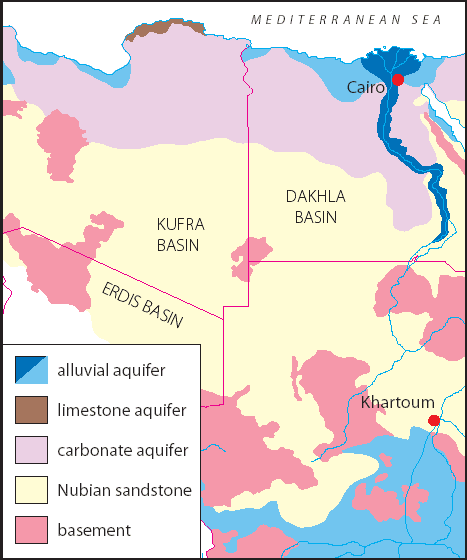 MEDITERRANEAN SEA
Cairo
DAKHLA
BASIN
KUFRA
BASIN
ERDIS BASIN
Khartoum
alluvial aquifer
limestone aquifer
carbonate aquifer
Nubian sandstone
basement